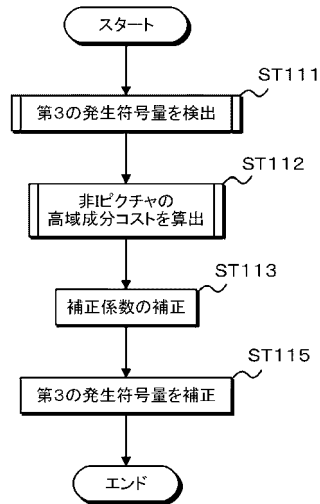 スタート
ST111
第3の発生符号量を検出
ST112
非Iピクチャの
高域成分コストを算出
ST113
補正係数の補正
ST115
第3の発生符号量を補正
エンド